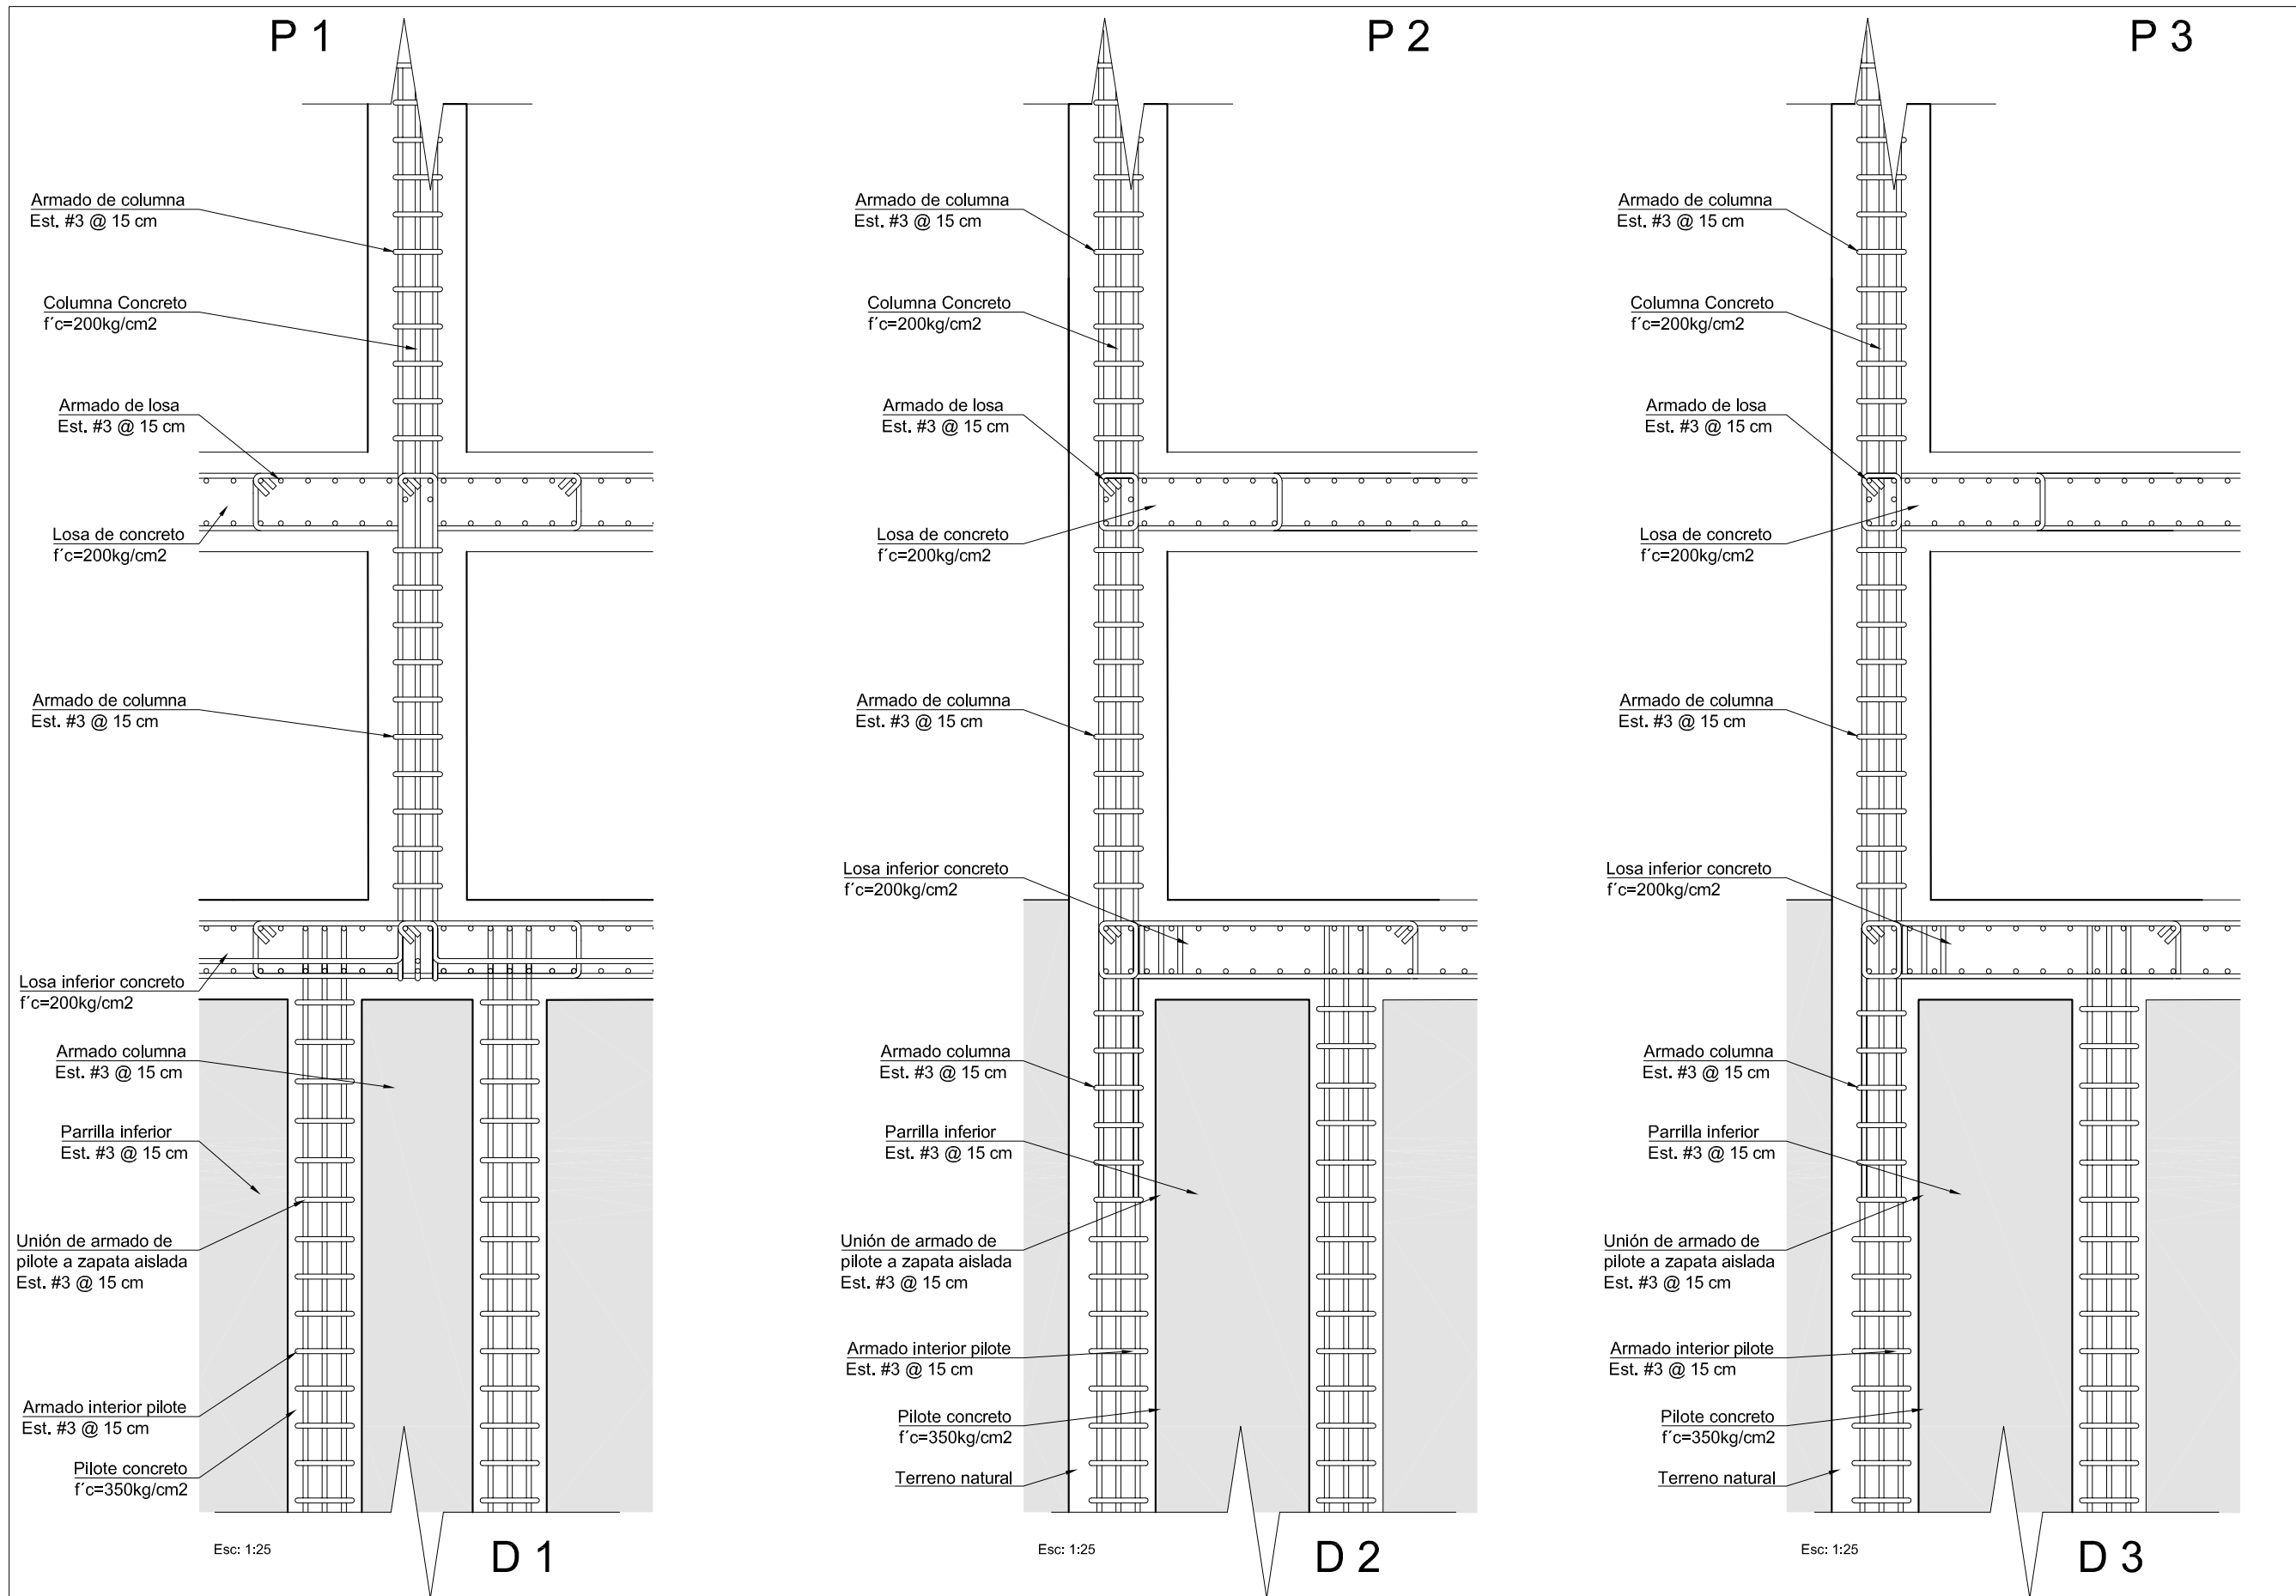 P 1
Armado de columna
Est. #3 @ 15 cm
Columna Concreto
f´c=200kg/cm2
Armado de losa
Est. #3 @ 15 cm
Losa de concreto
f´c=200kg/cm2
Armado de columna
Est. #3 @ 15 cm
Losa inferior concreto
f´c=200kg/cm2
Armado columna
Est. #3 @ 15 cm
Parrilla inferior
Est. #3 @ 15 cm
Unión de armado de
pilote a zapata aislada
Est. #3 @ 15 cm
Armado interior pilote
Est. #3 @ 15 cm
Pilote concreto
f´c=350kg/cm2
Esc: 1:25
D 1
P 2
Armado de columna
Est. #3 @ 15 cm
Columna Concreto
f´c=200kg/cm2
Armado de losa
Est. #3 @ 15 cm
Losa de concreto
f´c=200kg/cm2
Armado de columna
Est. #3 @ 15 cm
Losa inferior concreto
f´c=200kg/cm2
Armado columna
Est. #3 @ 15 cm
Parrilla inferior
Est. #3 @ 15 cm
Unión de armado de
pilote a zapata aislada
Est. #3 @ 15 cm
Armado interior pilote
Est. #3 @ 15 cm
Pilote concreto
f´c=350kg/cm2
Terreno natural
Esc: 1:25
D 2
P 3
Armado de columna
Est. #3 @ 15 cm
Columna Concreto
f´c=200kg/cm2
Armado de losa
Est. #3 @ 15 cm
Losa de concreto
f´c=200kg/cm2
Armado de columna
Est. #3 @ 15 cm
Losa inferior concreto
f´c=200kg/cm2
Armado columna
Est. #3 @ 15 cm
Parrilla inferior
Est. #3 @ 15 cm
Unión de armado de
pilote a zapata aislada
Est. #3 @ 15 cm
Armado interior pilote
Est. #3 @ 15 cm
Pilote concreto
f´c=350kg/cm2
Terreno natural
Esc: 1:25
D 3